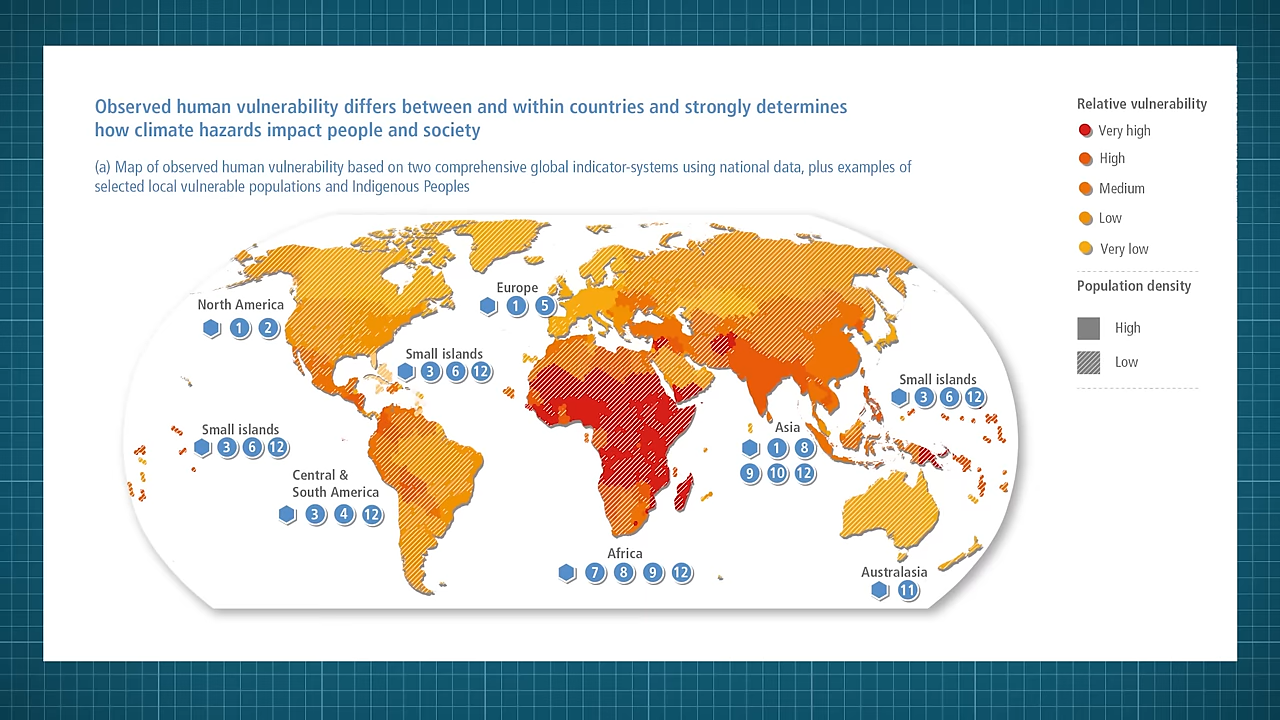 Observed human vulnerability differs between and within countries and strongly determines
how climate hazards impact people and society
(a) Map of observed human vulnerability based on two comprehensive global indicator-systems using national data, plus examples of
selected local vulnerable populations and Indigenous Peoples
Relative vulnerability
Very high
High
Medium
Low
Very low
Population density
High
Low
North America
1 2
Europe
1 5
Small islands
3 6 12
Small islands
3 6 12
Small islands
3 6 12
Asia
1 8
9 10 12
Central &
South America
3 4 12
Africa
7 8 9 12
Australasia
11